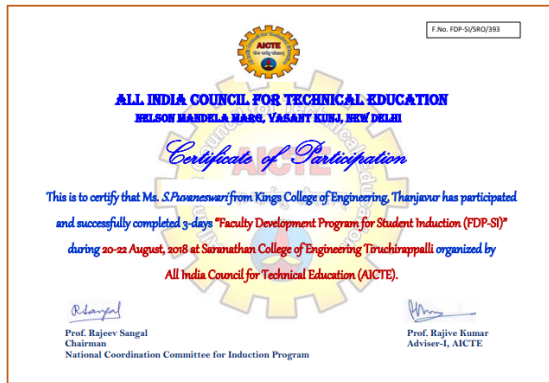 F.No. FDP-SI/SRO/393
AICTE
ALL INDIA COUNCIL FOR TECHNICAL EDUCATION
NELSON MANDELA MARG, VASANT KUNJ, NEW DELHI
Certificate of Participation
This is to certify that Ms. S.Puvaneswari from Kings College of Engineering, Thanjavur has participated
and successfully completed 3-days "Faculty Development Program for Student Induction (FDP-SI)"
during 20-22 August, 2018 at Saranathan College of Engineering Tiruchirappalli organized by
All India Council for Technical Education (AICTE).
RSangal
Prof. Rajeev Sangal
Chairman
National Coordination Committee for Induction Program
Prof. Rajive Kumar
Adviser-I, AICTE